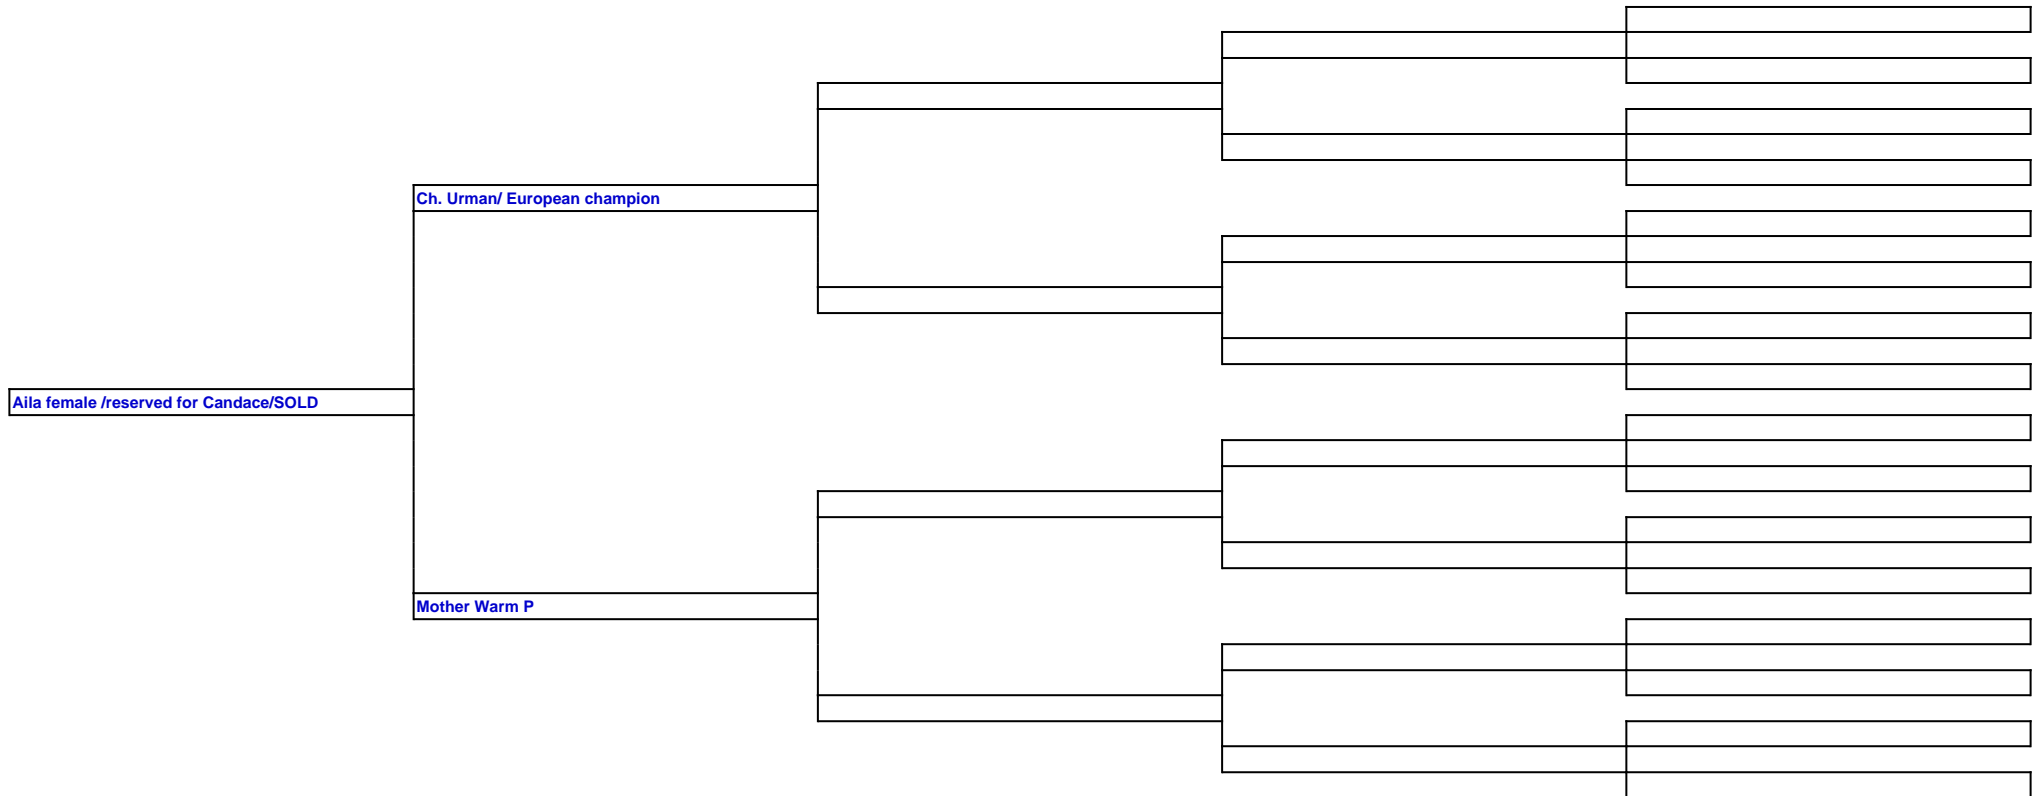 Ch. Urman/ European champion
Aila female /reserved for Candace/SOLD
Mother Warm P